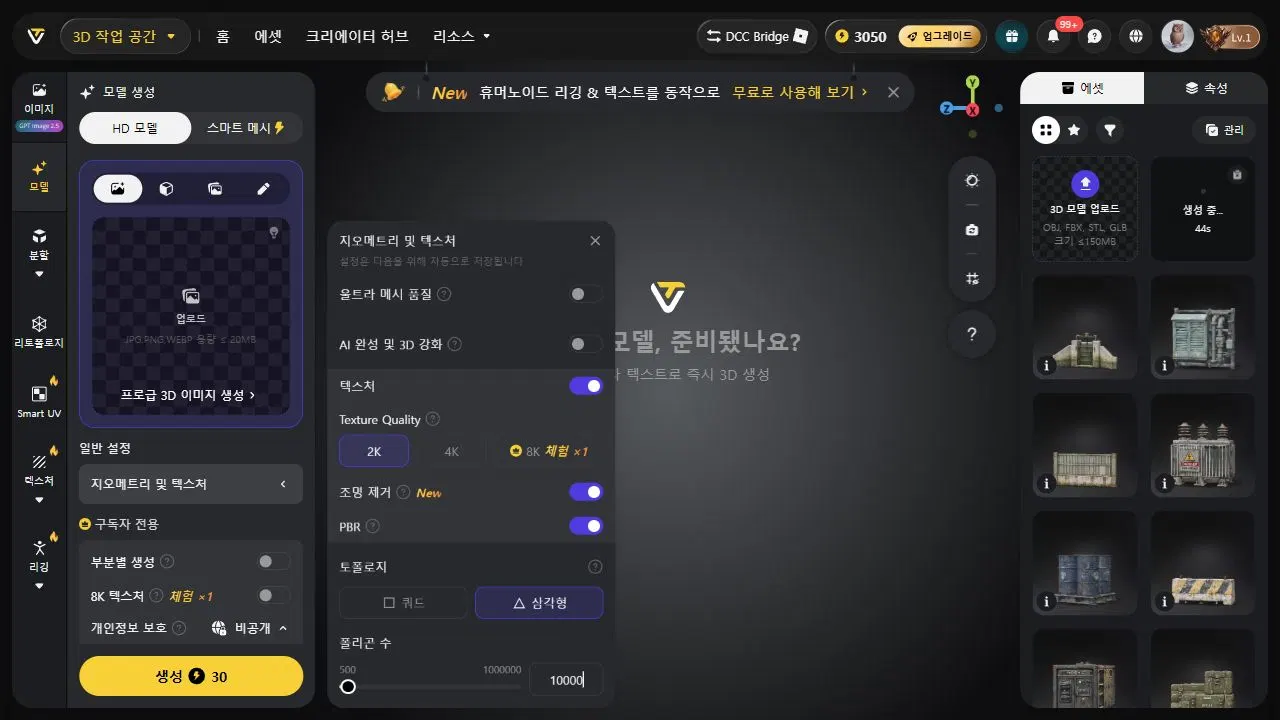 3D 작업 공간
홈
에셋
크리에이터 허브
리소스
DCC Bridge
3050
업그레이드
99+
Lv.1
이미지
GPT Image 2.5
모델
분할
리토폴로지
Smart UV
텍스처
리깅
모델 생성
HD 모델
스마트 메시
업로드
JPG,PNG,WEBP 용량 ≤ 20MB
프로급 3D 이미지 생성 ›
일반 설정
지오메트리 및 텍스처
구독자 전용
부분별 생성
8K 텍스처 체험 ×1
개인정보 보호 비공개
생성 30
New 휴머노이드 리깅 & 텍스트를 동작으로 무료로 사용해 보기 ›
지오메트리 및 텍스처
설정은 다음을 위해 자동으로 저장됩니다
울트라 메시 품질
AI 완성 및 3D 강화
텍스처
Texture Quality
2K
4K
8K 체험 ×1
조명 제거 New
PBR
토폴로지
쿼드
삼각형
폴리곤 수
500
1000000
10000
모델, 준비됐나요?
텍스트로 즉시 3D 생성
Y
Z
X
?
에셋
속성
관리
3D 모델 업로드
OBJ, FBX, STL, GLB
크기 ≤150MB
생성 중...
44s